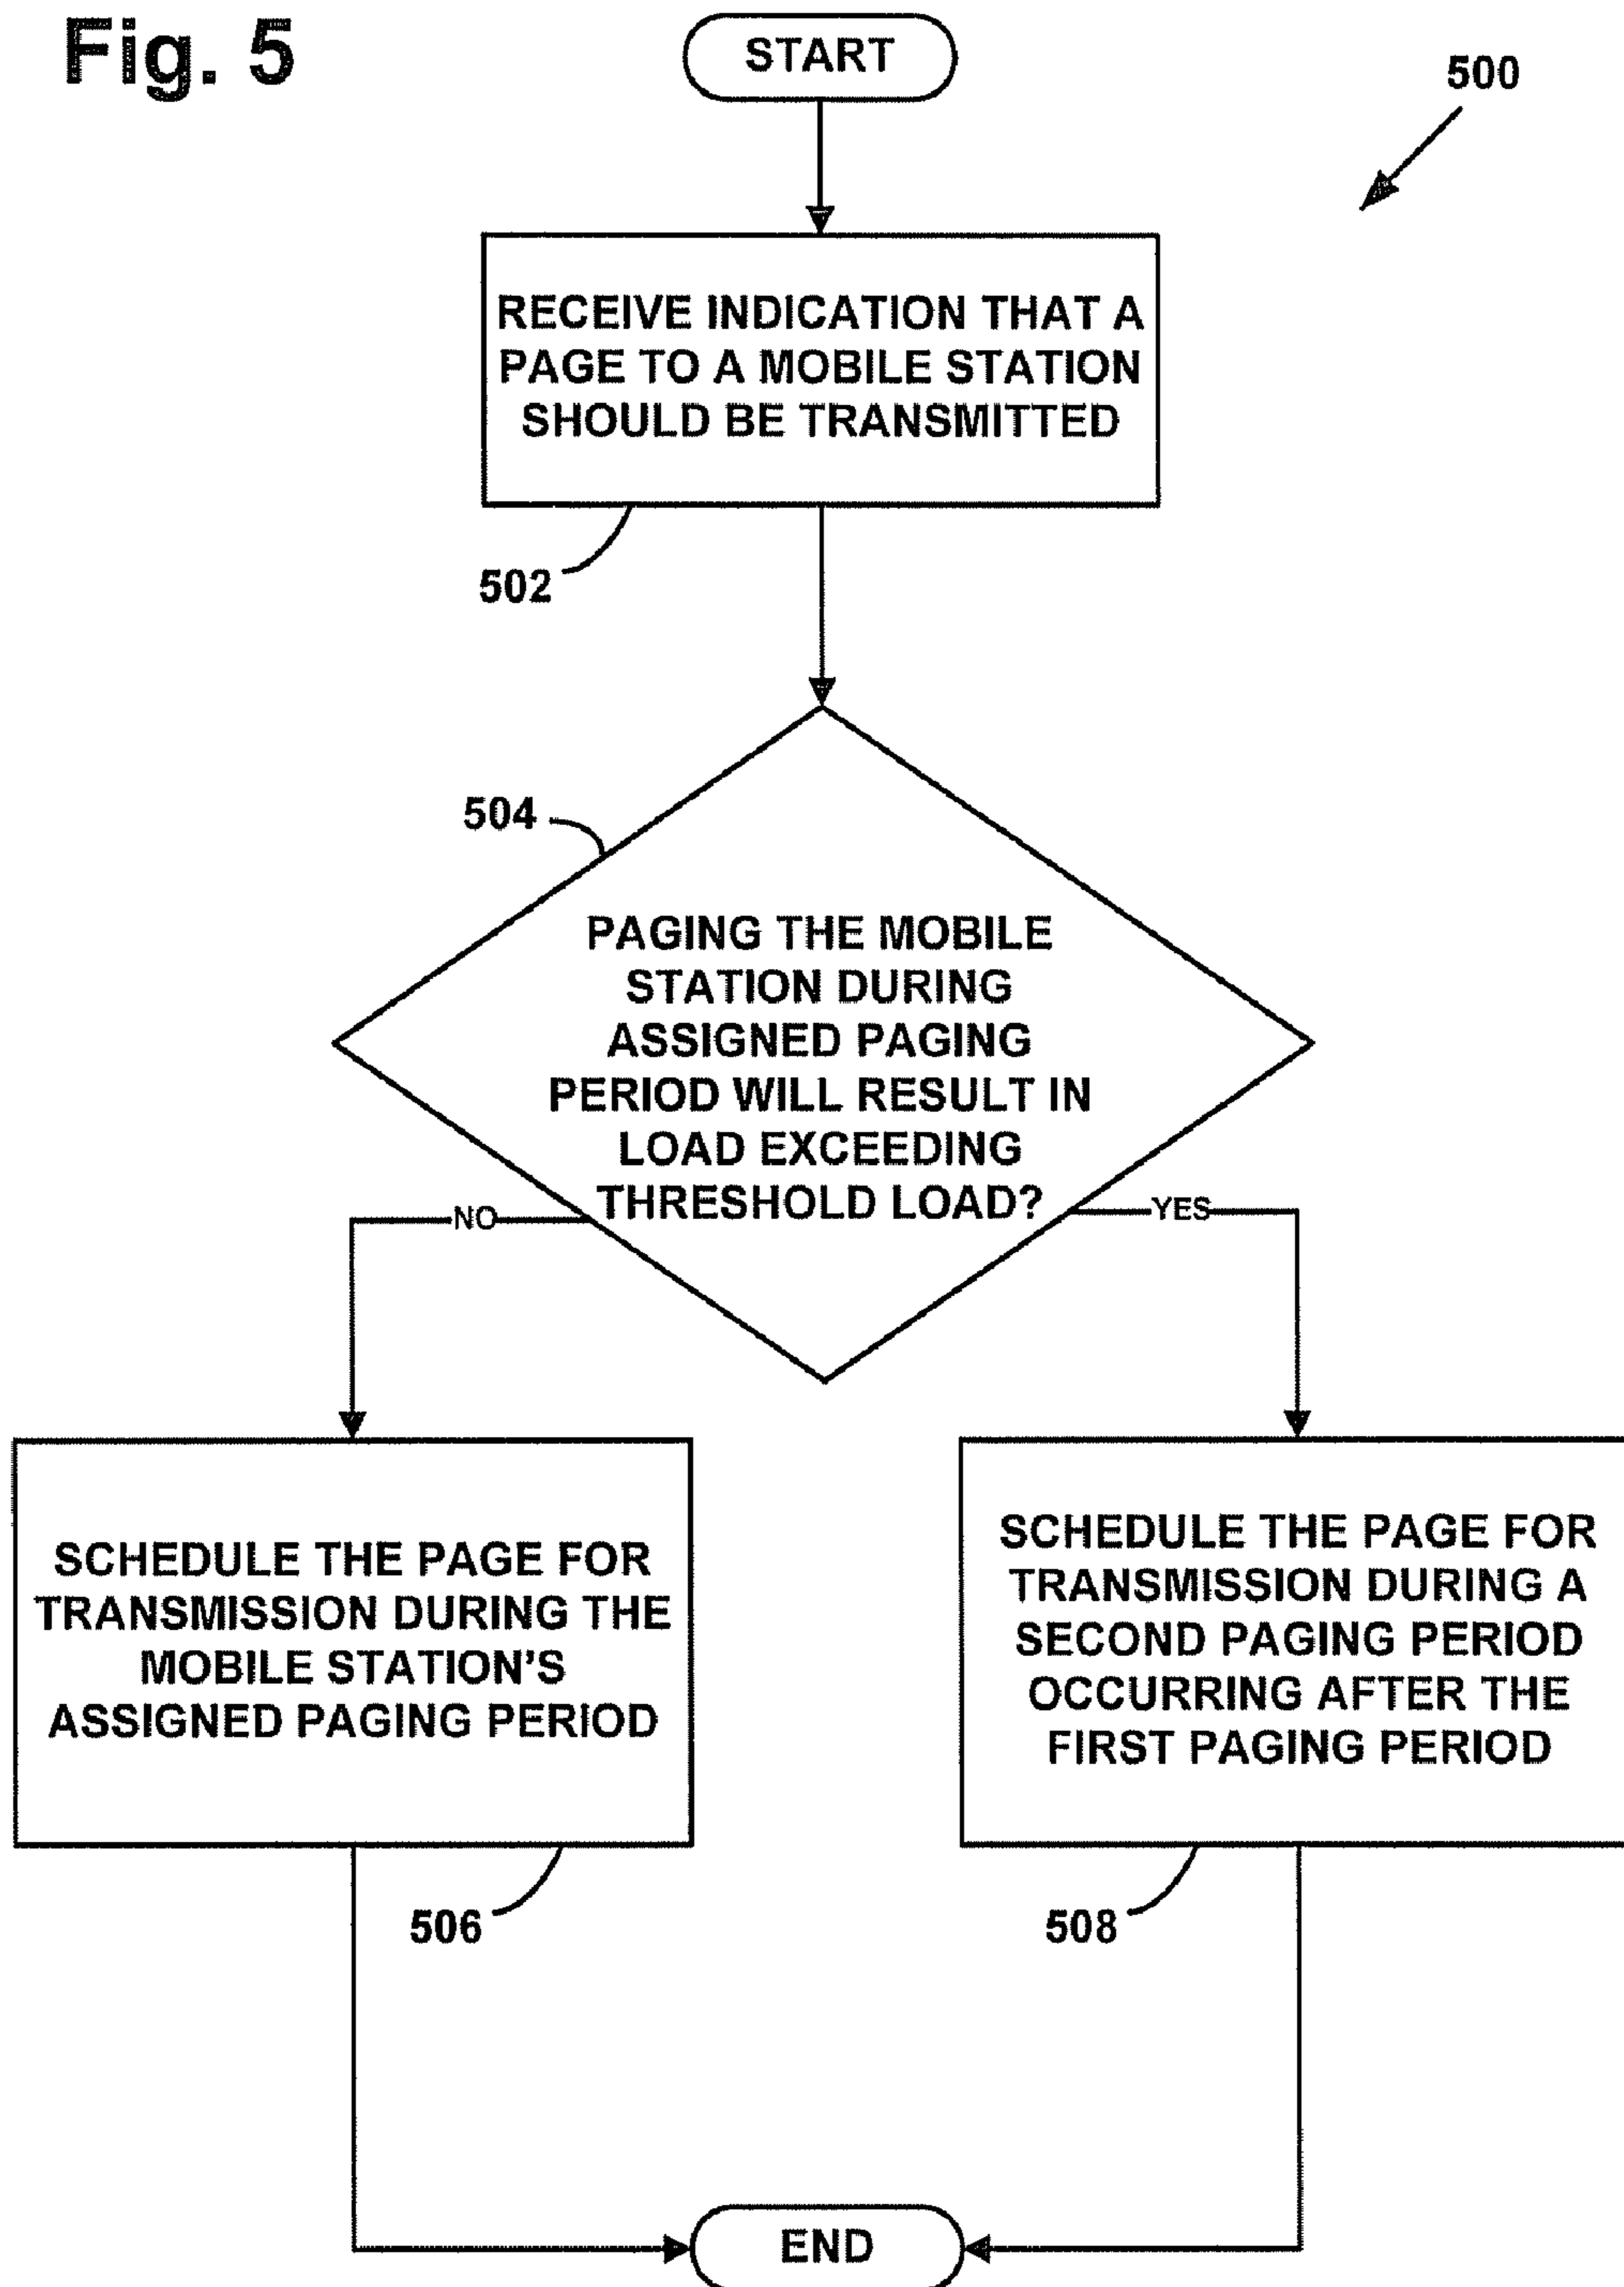 Fig. 5
START
500
RECEIVE INDICATION THAT A
PAGE TO A MOBILE STATION
SHOULD BE TRANSMITTED
502
504
PAGING THE MOBILE
STATION DURING
ASSIGNED PAGING
PERIOD WILL RESULT IN
LOAD EXCEEDING
THRESHOLD LOAD?
NO
YES
SCHEDULE THE PAGE FOR
TRANSMISSION DURING THE
MOBILE STATION'S
ASSIGNED PAGING PERIOD
506
SCHEDULE THE PAGE FOR
TRANSMISSION DURING A
SECOND PAGING PERIOD
OCCURRING AFTER THE
FIRST PAGING PERIOD
508
END